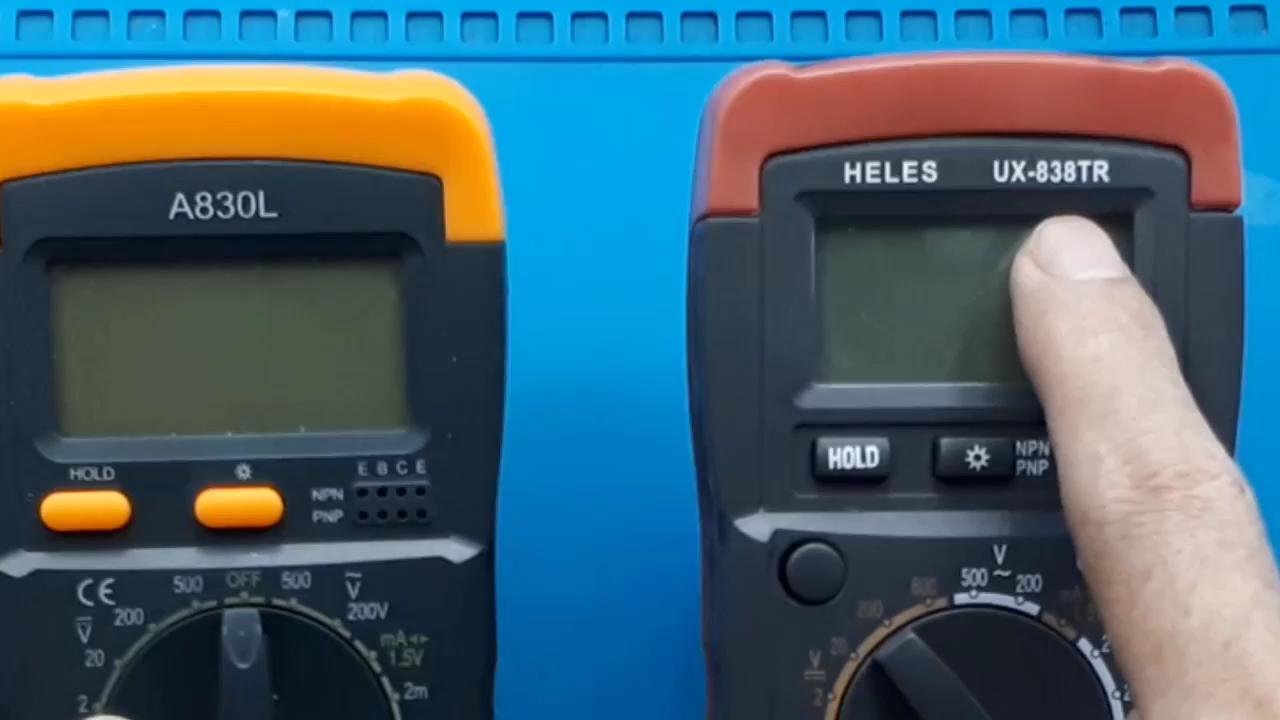 A830L
HOLD
E B C E
NPN
PNP
CE
500 OFF 500
200
V
200V
V
20
mA
1.5V
2
2m
HELES UX-838TR
HOLD
NPN
PNP
V
600 500 200
200
20
V
2